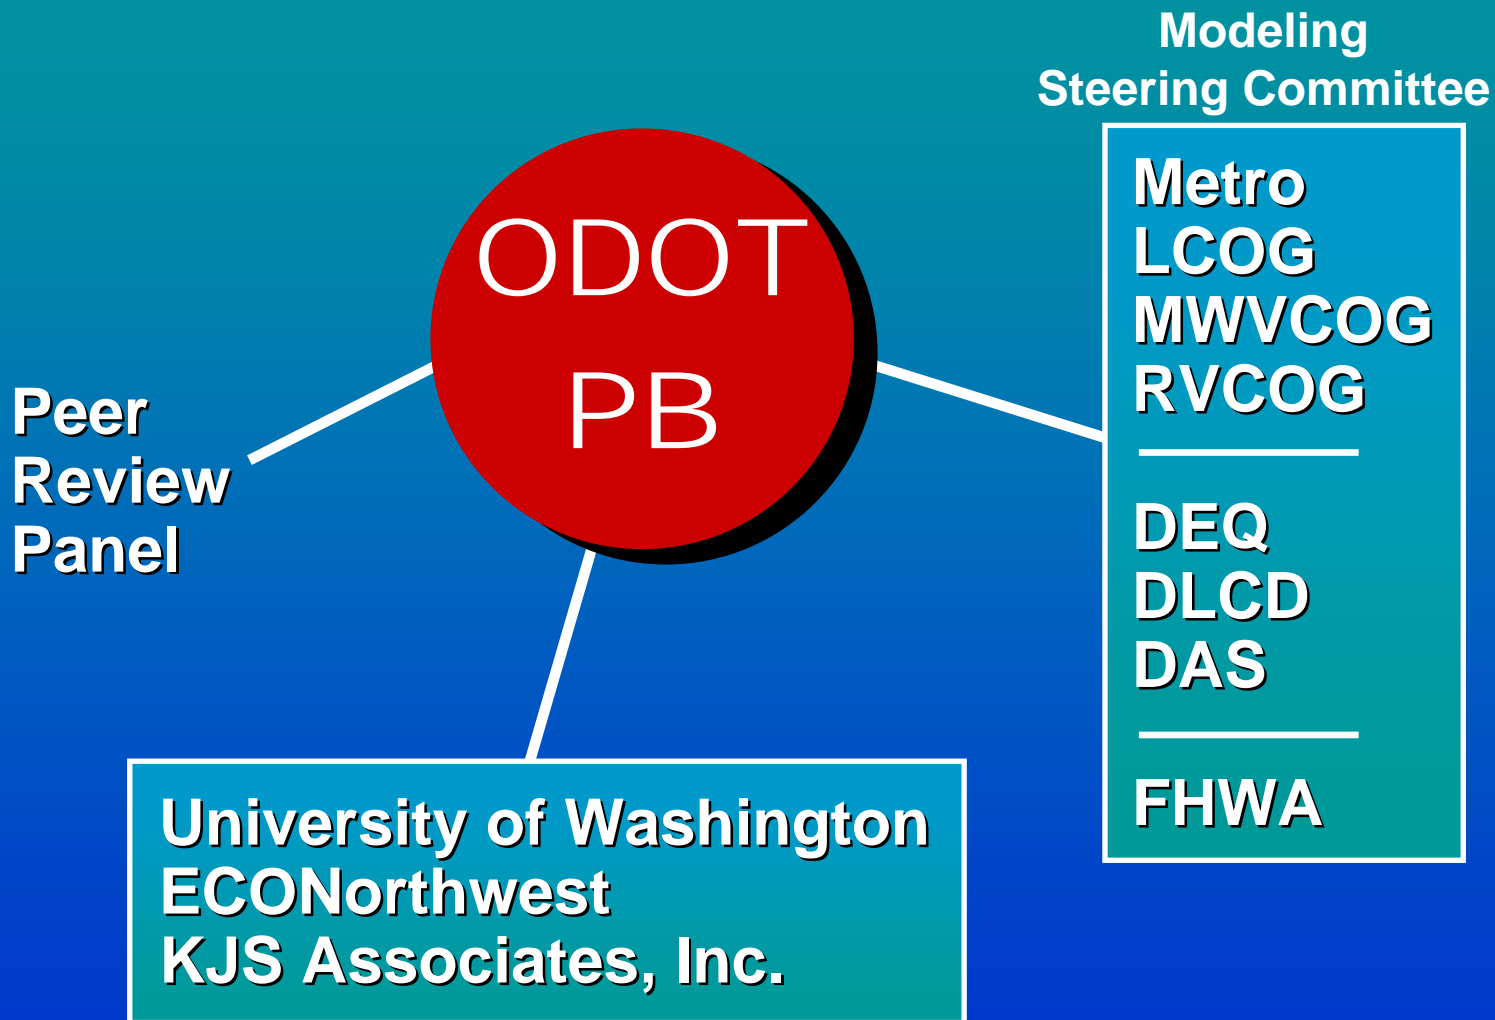 Modeling
Steering Committee
ODOT
PB
Peer
Review
Panel
Metro
LCOG
MWVCOG
RVCOG
DEQ
DLCD
DAS
FHWA
University of Washington
ECONorthwest
KJS Associates, Inc.